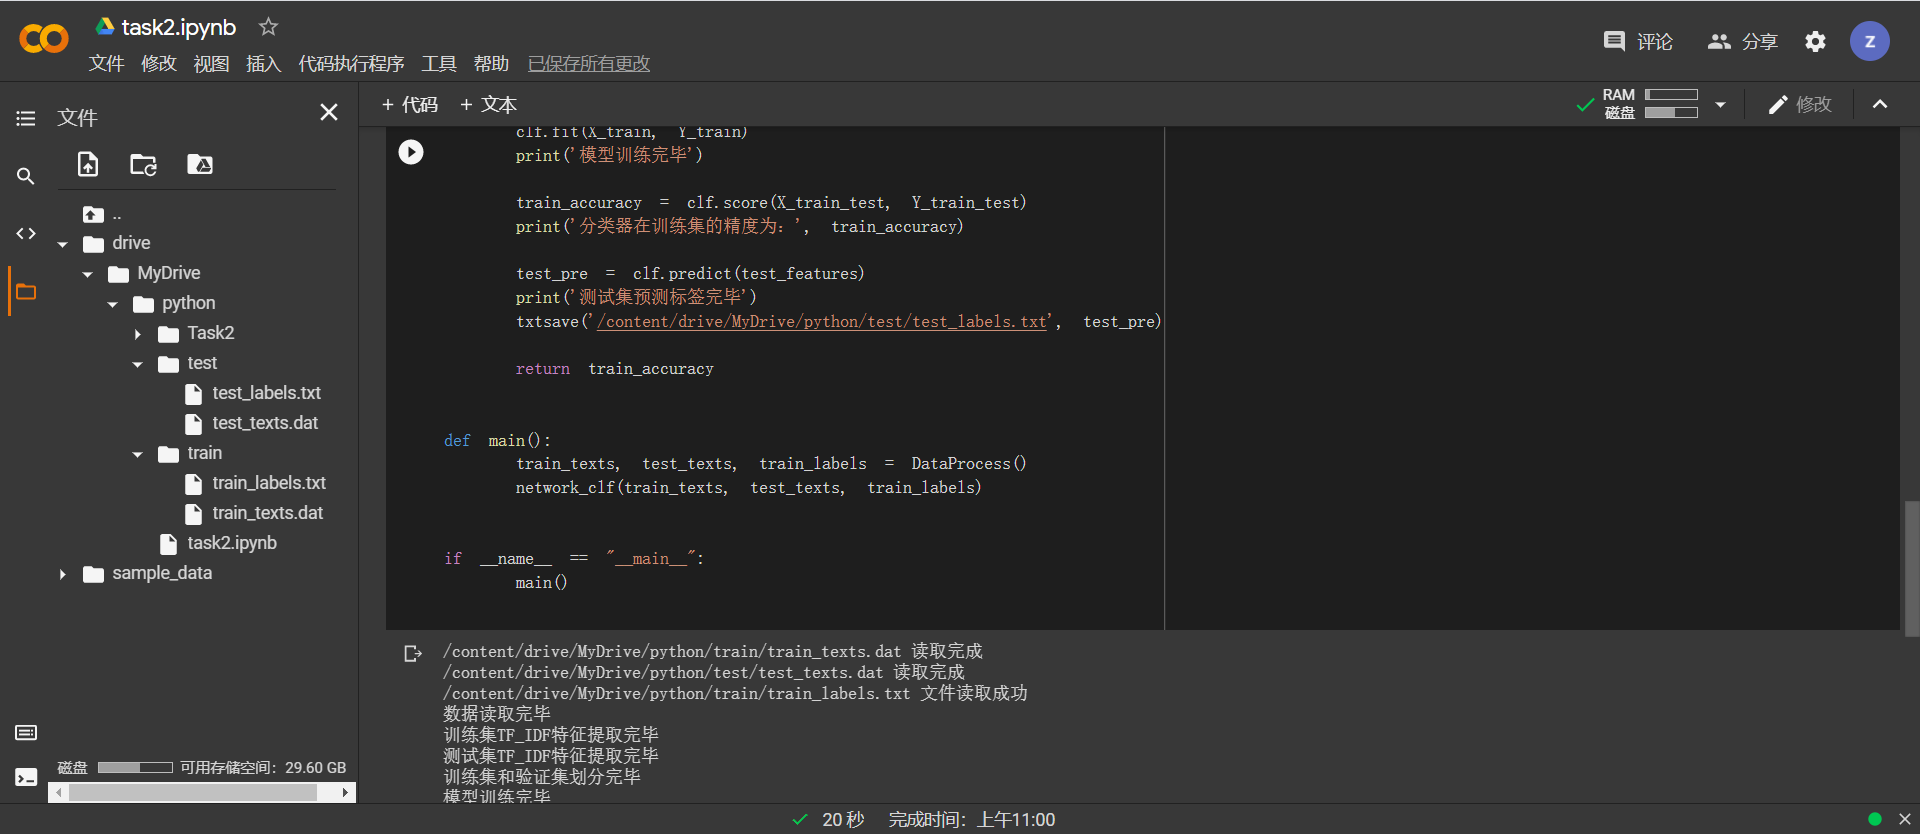 task2.ipynb
文件 修改 视图 插入 代码执行程序 工具 帮助 已保存所有更改
评论 分享 z
文件
+ 代码 + 文本
RAM
磁盘
修改
..
drive
MyDrive
python
Task2
test
test_labels.txt
test_texts.dat
train
train_labels.txt
train_texts.dat
task2.ipynb
sample_data
磁盘 可用存储空间：29.60 GB
clf.fit(X_train, Y_train)
print('模型训练完毕')
train_accuracy = clf.score(X_train_test, Y_train_test)
print('分类器在训练集的精度为：', train_accuracy)
test_pre = clf.predict(test_features)
print('测试集预测标签完毕')
txtsave('/content/drive/MyDrive/python/test/test_labels.txt', test_pre)
return train_accuracy
def main():
train_texts, test_texts, train_labels = DataProcess()
network_clf(train_texts, test_texts, train_labels)
if __name__ == "__main__":
main()
/content/drive/MyDrive/python/train/train_texts.dat 读取完成
/content/drive/MyDrive/python/test/test_texts.dat 读取完成
/content/drive/MyDrive/python/train/train_labels.txt 文件读取成功
数据读取完毕
训练集TF_IDF特征提取完毕
测试集TF_IDF特征提取完毕
训练集和验证集划分完毕
模型训练完毕
20 秒 完成时间：上午11:00